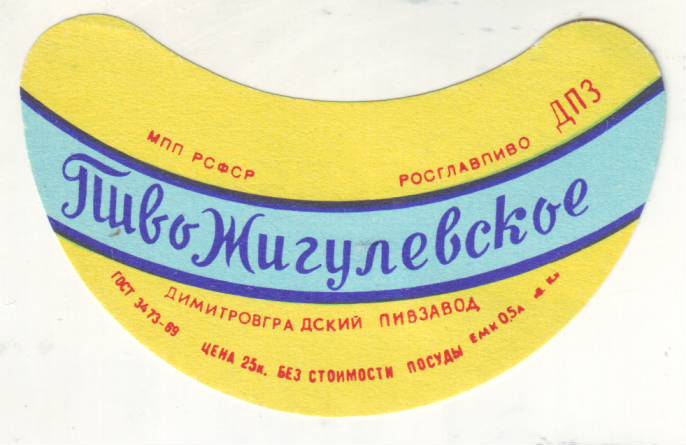 МПП РСФСР
РОСГЛАВПИВО
ДПЗ
Пиво Жигулевское
ДИМИТРОВГРАДСКИЙ ПИВЗАВОД
ГОСТ 3473-69 ЦЕНА 25к. БЕЗ СТОИМОСТИ ПОСУДЫ ЕМК 0,5л "В. К."